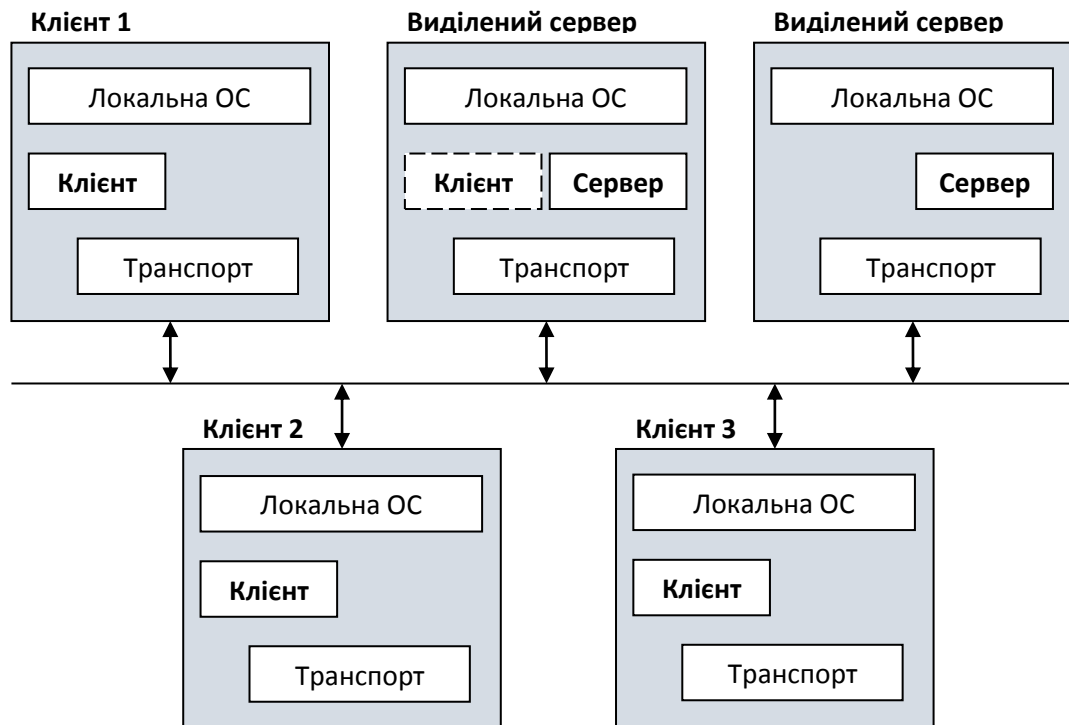 Клієнт 1
Виділений сервер
Виділений сервер
Локальна ОС
Локальна ОС
Локальна ОС
Клієнт
Клієнт
Сервер
Сервер
Транспорт
Транспорт
Транспорт
Клієнт 2
Клієнт 3
Локальна ОС
Локальна ОС
Клієнт
Клієнт
Транспорт
Транспорт